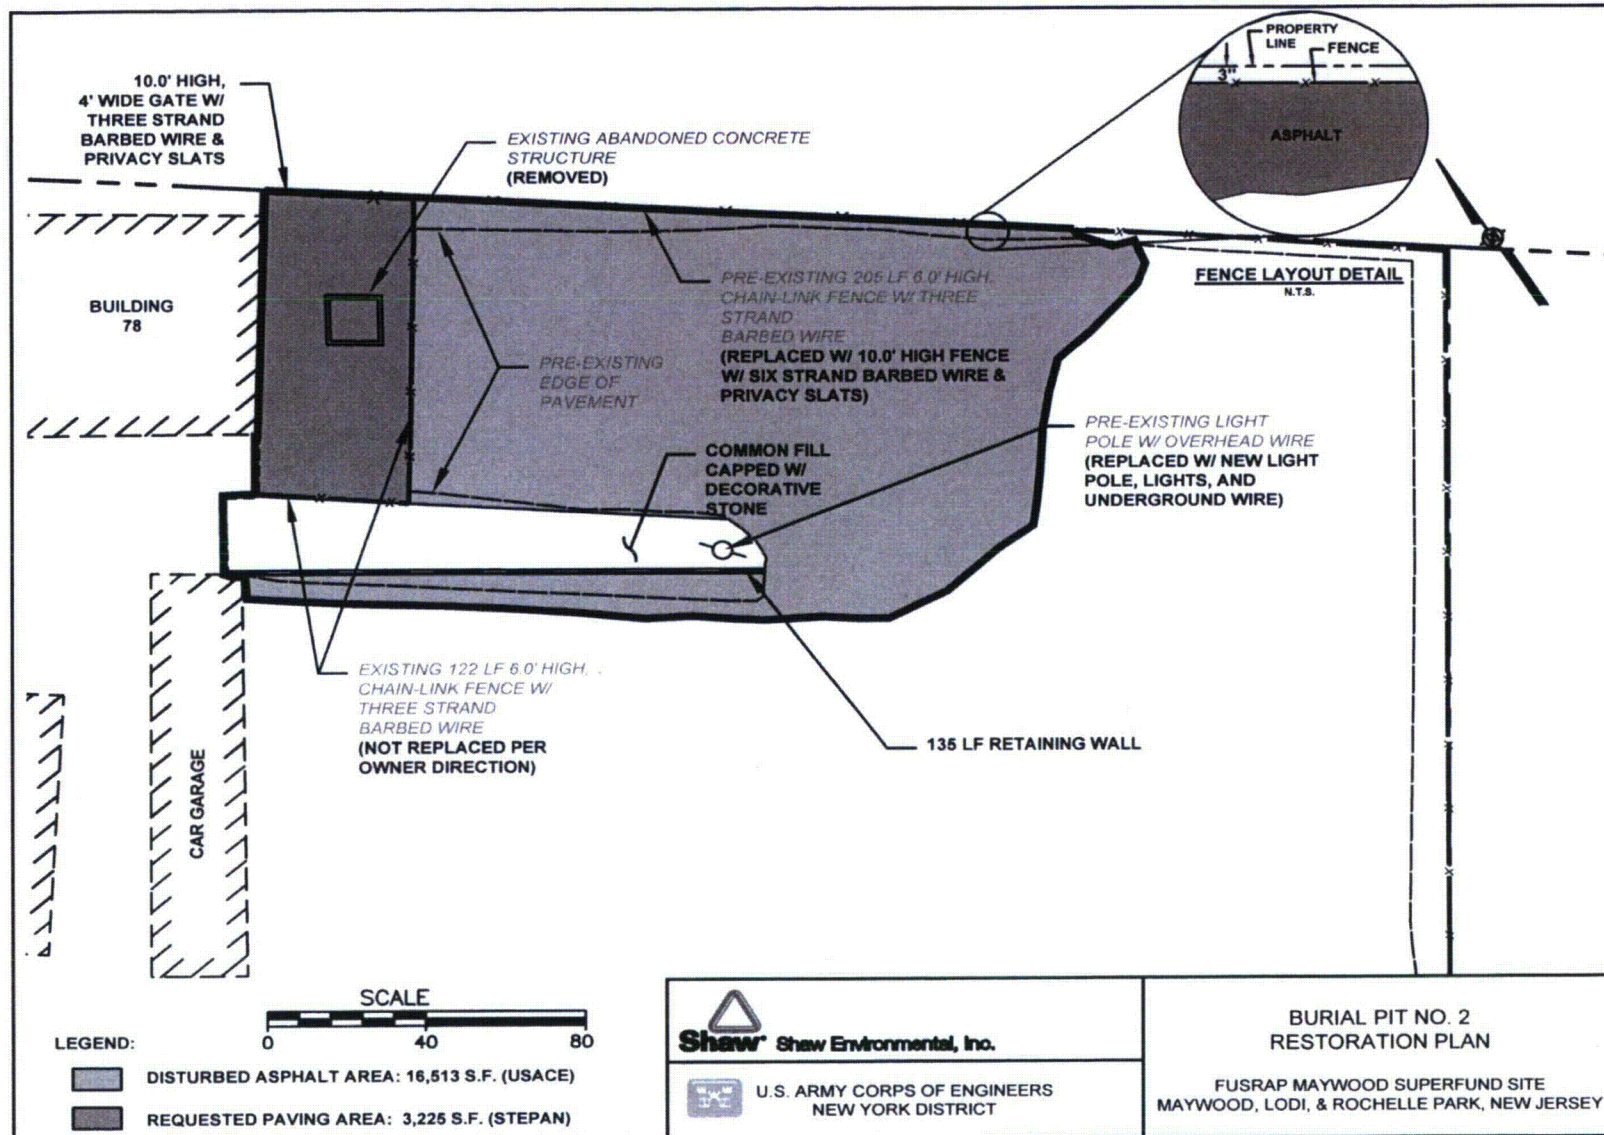 PROPERTY
LINE
FENCE
3"
ASPHALT
10.0' HIGH,
4' WIDE GATE W/
THREE STRAND
BARBED WIRE &
PRIVACY SLATS
EXISTING ABANDONED CONCRETE
STRUCTURE
(REMOVED)
FENCE LAYOUT DETAIL
N.T.S.
BUILDING
78
PRE-EXISTING 205 LF 6.0' HIGH,
CHAIN-LINK FENCE W/ THREE
STRAND
BARBED WIRE
(REPLACED W/ 10.0' HIGH FENCE
W/ SIX STRAND BARBED WIRE &
PRIVACY SLATS)
PRE-EXISTING
EDGE OF
PAVEMENT
PRE-EXISTING LIGHT
POLE W/ OVERHEAD WIRE
(REPLACED W/ NEW LIGHT
POLE, LIGHTS, AND
UNDERGROUND WIRE)
COMMON FILL
CAPPED W/
DECORATIVE
STONE
EXISTING 122 LF 6.0' HIGH,
CHAIN-LINK FENCE W/
THREE STRAND
BARBED WIRE
(NOT REPLACED PER
OWNER DIRECTION)
135 LF RETAINING WALL
CAR GARAGE
SCALE
0 40 80
LEGEND:
DISTURBED ASPHALT AREA: 16,513 S.F. (USACE)
REQUESTED PAVING AREA: 3,225 S.F. (STEPAN)
Shaw Shaw Environmental, Inc.
U.S. ARMY CORPS OF ENGINEERS
NEW YORK DISTRICT
BURIAL PIT NO. 2
RESTORATION PLAN
FUSRAP MAYWOOD SUPERFUND SITE
MAYWOOD, LODI, & ROCHELLE PARK, NEW JERSEY